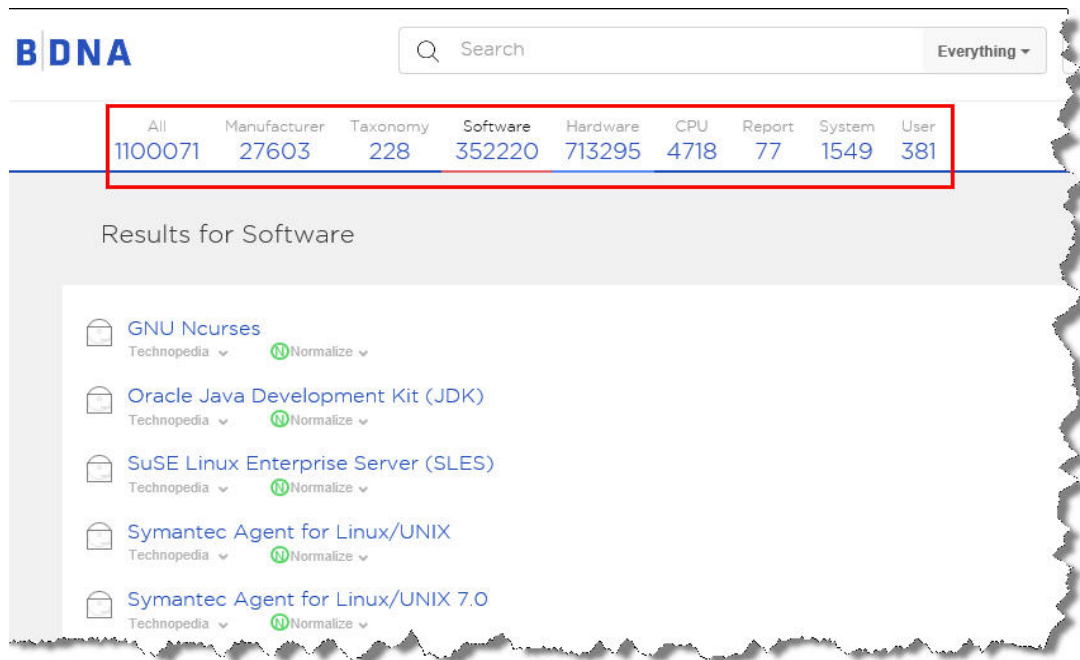 BDNA
Search
Everything
All Manufacturer Taxonomy Software Hardware CPU Report System User
1100071 27603 228 352220 713295 4718 77 1549 381
Results for Software
GNU Ncurses
Technopedia N Normalize
Oracle Java Development Kit (JDK)
Technopedia N Normalize
SuSE Linux Enterprise Server (SLES)
Technopedia N Normalize
Symantec Agent for Linux/UNIX
Technopedia N Normalize
Symantec Agent for Linux/UNIX 7.0
Technopedia N Normalize